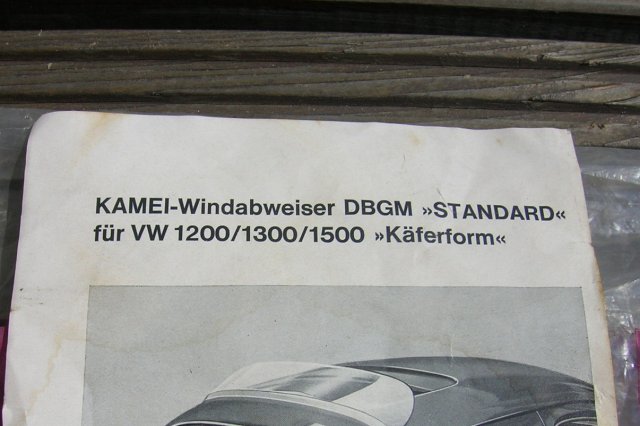 KAMEI-Windabweiser DBGM »STANDARD«
für VW 1200/1300/1500 »Käferform«